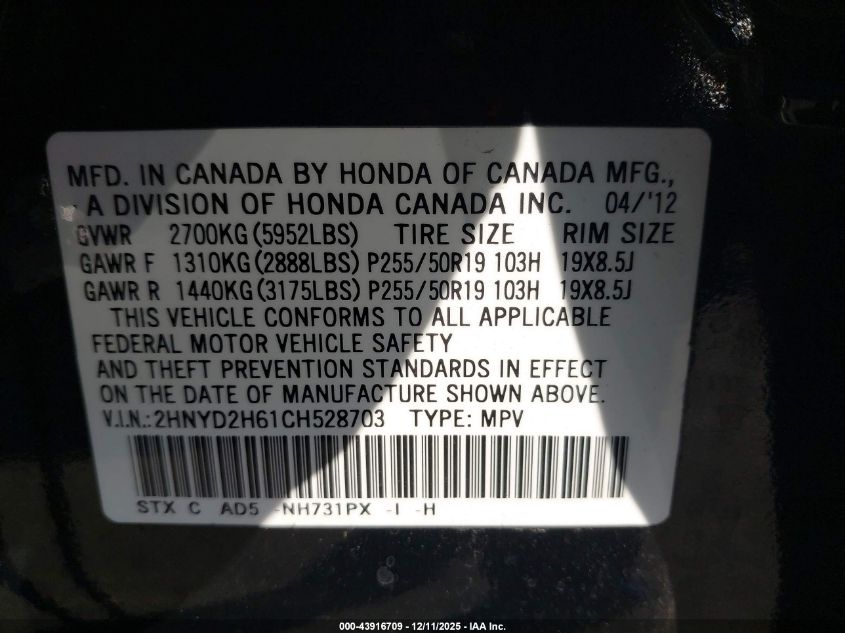 MFD. IN CANADA BY HONDA OF CANADA MFG.,
A DIVISION OF HONDA CANADA INC. 04/'12
GVWR 2700KG(5952LBS) TIRE SIZE RIM SIZE
GAWR F 1310KG(2888LBS) P255/50R19 103H 19X8.5J
GAWR R 1440KG(3175LBS) P255/50R19 103H 19X8.5J
THIS VEHICLE CONFORMS TO ALL APPLICABLE
FEDERAL MOTOR VEHICLE SAFETY
AND THEFT PREVENTION STANDARDS IN EFFECT
ON THE DATE OF MANUFACTURE SHOWN ABOVE.
V.I.N.:2HNYD2H61CH528703 TYPE: MPV
STX C AD5 -NH731PX -I -H
000-43916709 - 12/11/2025 - IAA Inc.